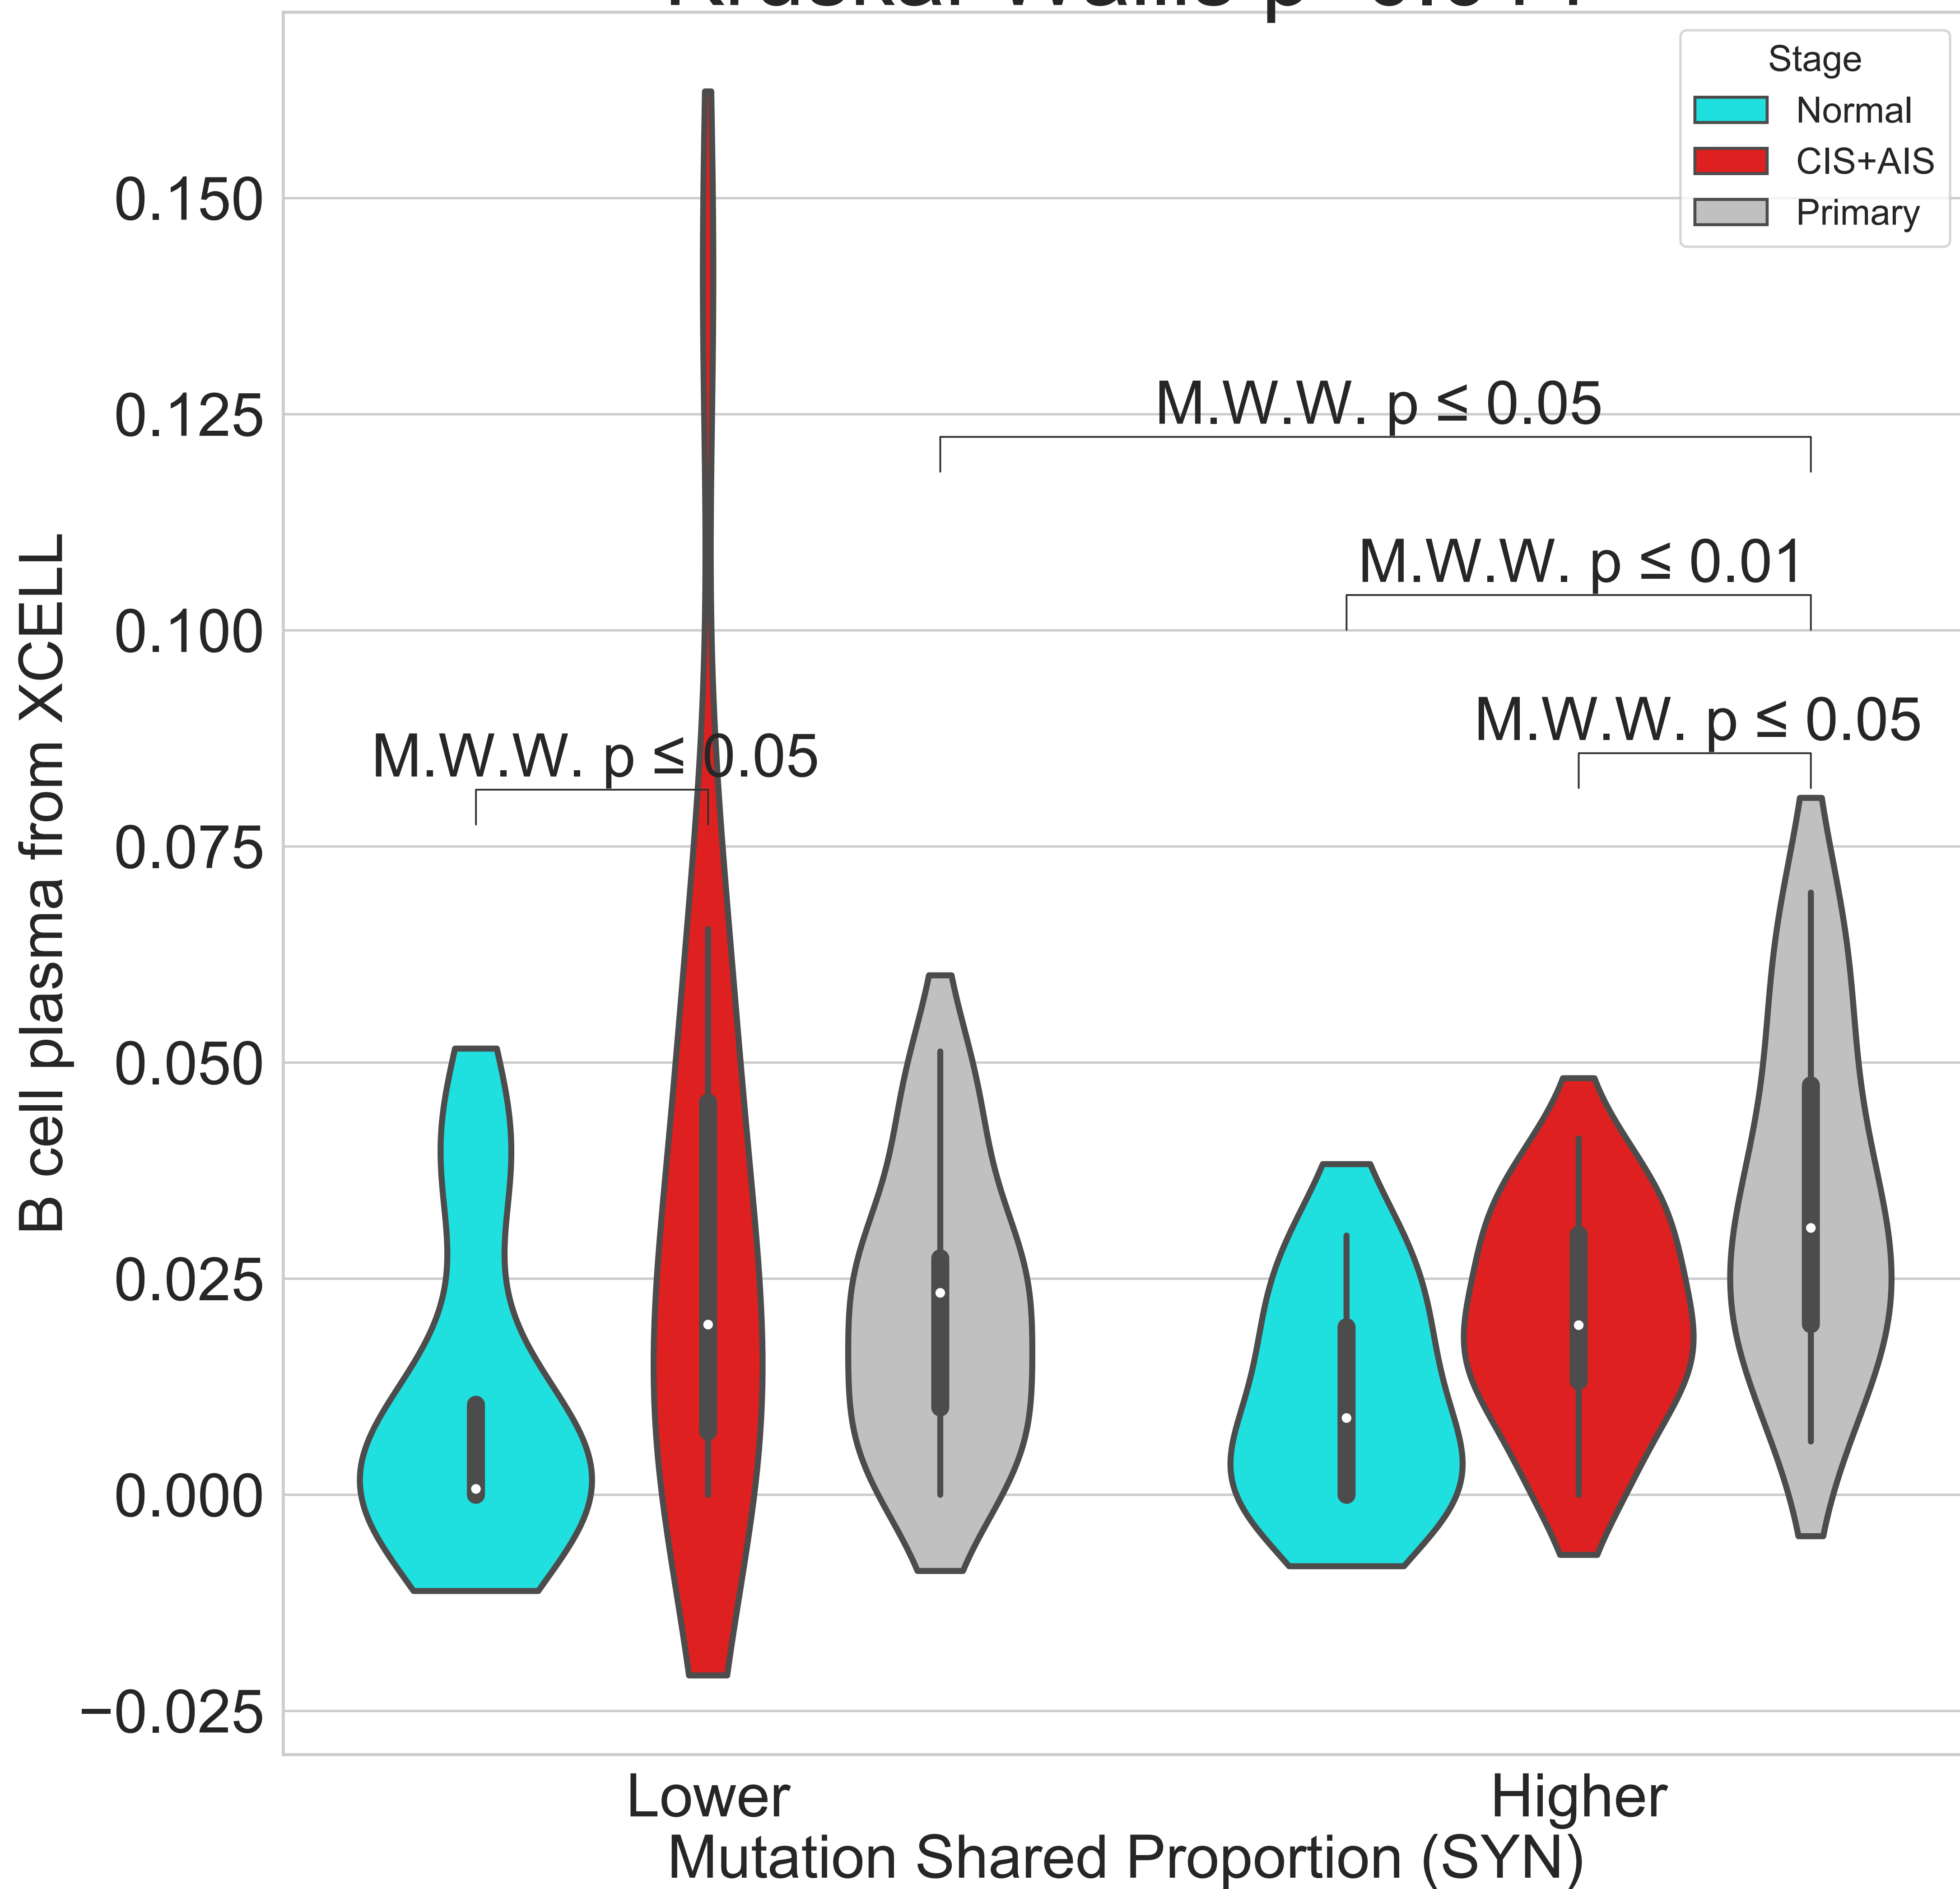 Stage
Normal
CIS+AIS
Primary
0.150
0.125
0.100
0.075
0.050
0.025
0.000
−0.025
B cell plasma from XCELL
M.W.W. p ≤ 0.05
M.W.W. p ≤ 0.01
M.W.W. p ≤ 0.05
M.W.W. p ≤ 0.05
Lower
Higher
Mutation Shared Proportion (SYN)